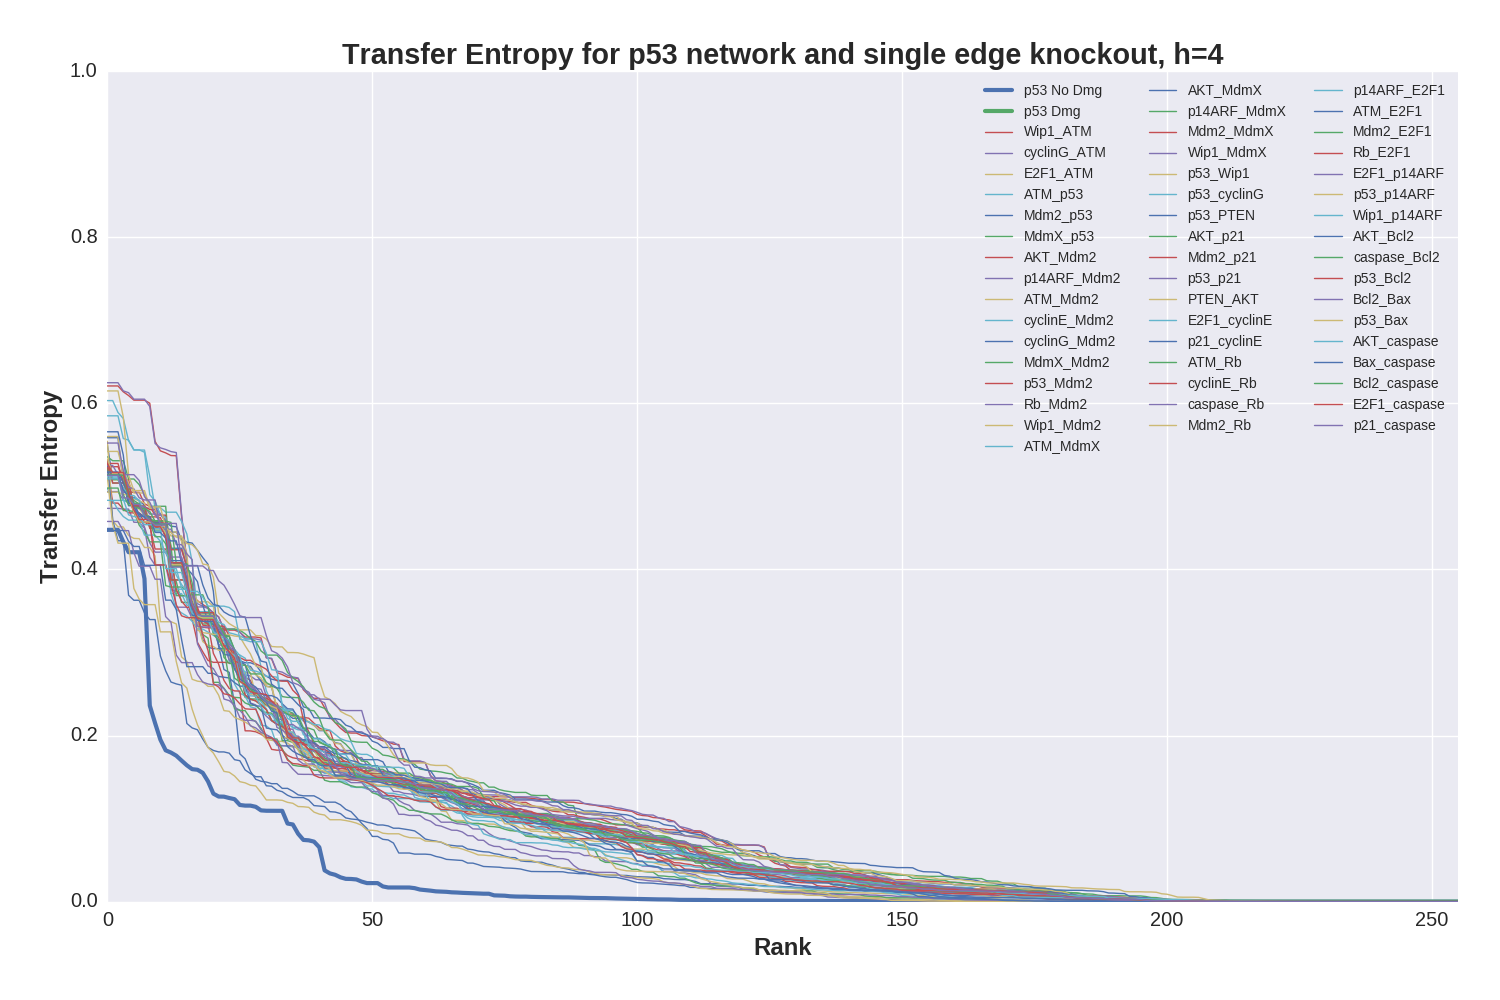 Transfer Entropy for p53 network and single edge knockout, h=4
1.0
0.8
0.6
0.4
0.2
0.0
Transfer Entropy
p53 No Dmg
p53 Dmg
Wip1_ATM
cyclinG_ATM
E2F1_ATM
ATM_p53
Mdm2_p53
MdmX_p53
AKT_Mdm2
p14ARF_Mdm2
ATM_Mdm2
cyclinE_Mdm2
cyclinG_Mdm2
MdmX_Mdm2
p53_Mdm2
Rb_Mdm2
Wip1_Mdm2
ATM_MdmX
AKT_MdmX
p14ARF_MdmX
Mdm2_MdmX
Wip1_MdmX
p53_Wip1
p53_cyclinG
p53_PTEN
AKT_p21
Mdm2_p21
p53_p21
PTEN_AKT
E2F1_cyclinE
p21_cyclinE
ATM_Rb
cyclinE_Rb
caspase_Rb
Mdm2_Rb
p14ARF_E2F1
ATM_E2F1
Mdm2_E2F1
Rb_E2F1
E2F1_p14ARF
p53_p14ARF
Wip1_p14ARF
AKT_Bcl2
caspase_Bcl2
p53_Bcl2
Bcl2_Bax
p53_Bax
AKT_caspase
Bax_caspase
Bcl2_caspase
E2F1_caspase
p21_caspase
0 50 100 150 200 250
Rank